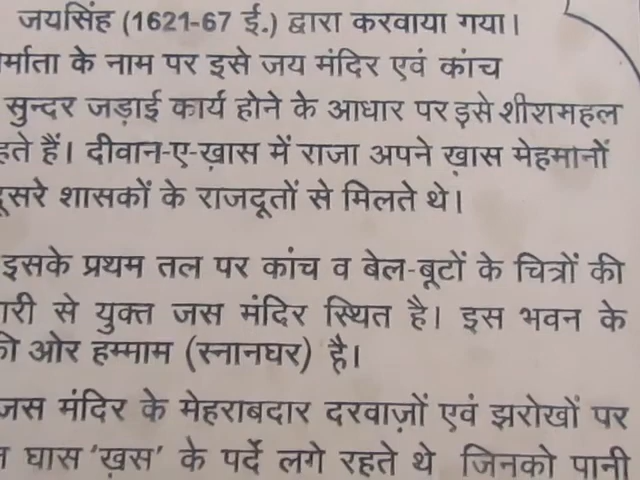 जयसिंह (1621-67 ई.) द्वारा करवाया गया।
के नाम पर इसे जय मंदिर एवं कांच
सुन्दर जड़ाई कार्य होने के आधार पर इसे शीशमहल
हैं। दीवान-ए-ख़ास में राजा अपने ख़ास मेहमानों
शासकों के राजदूतों से मिलते थे।
इसके प्रथम तल पर कांच व बेल-बूटों के चित्रों की
से युक्त जस मंदिर स्थित है। इस भवन के
ओर हम्माम (स्नानघर) है।
जस मंदिर के मेहराबदार दरवाज़ों एवं झरोखों पर
घास 'ख़स' के पर्दे लगे रहते थे जिनको पानी